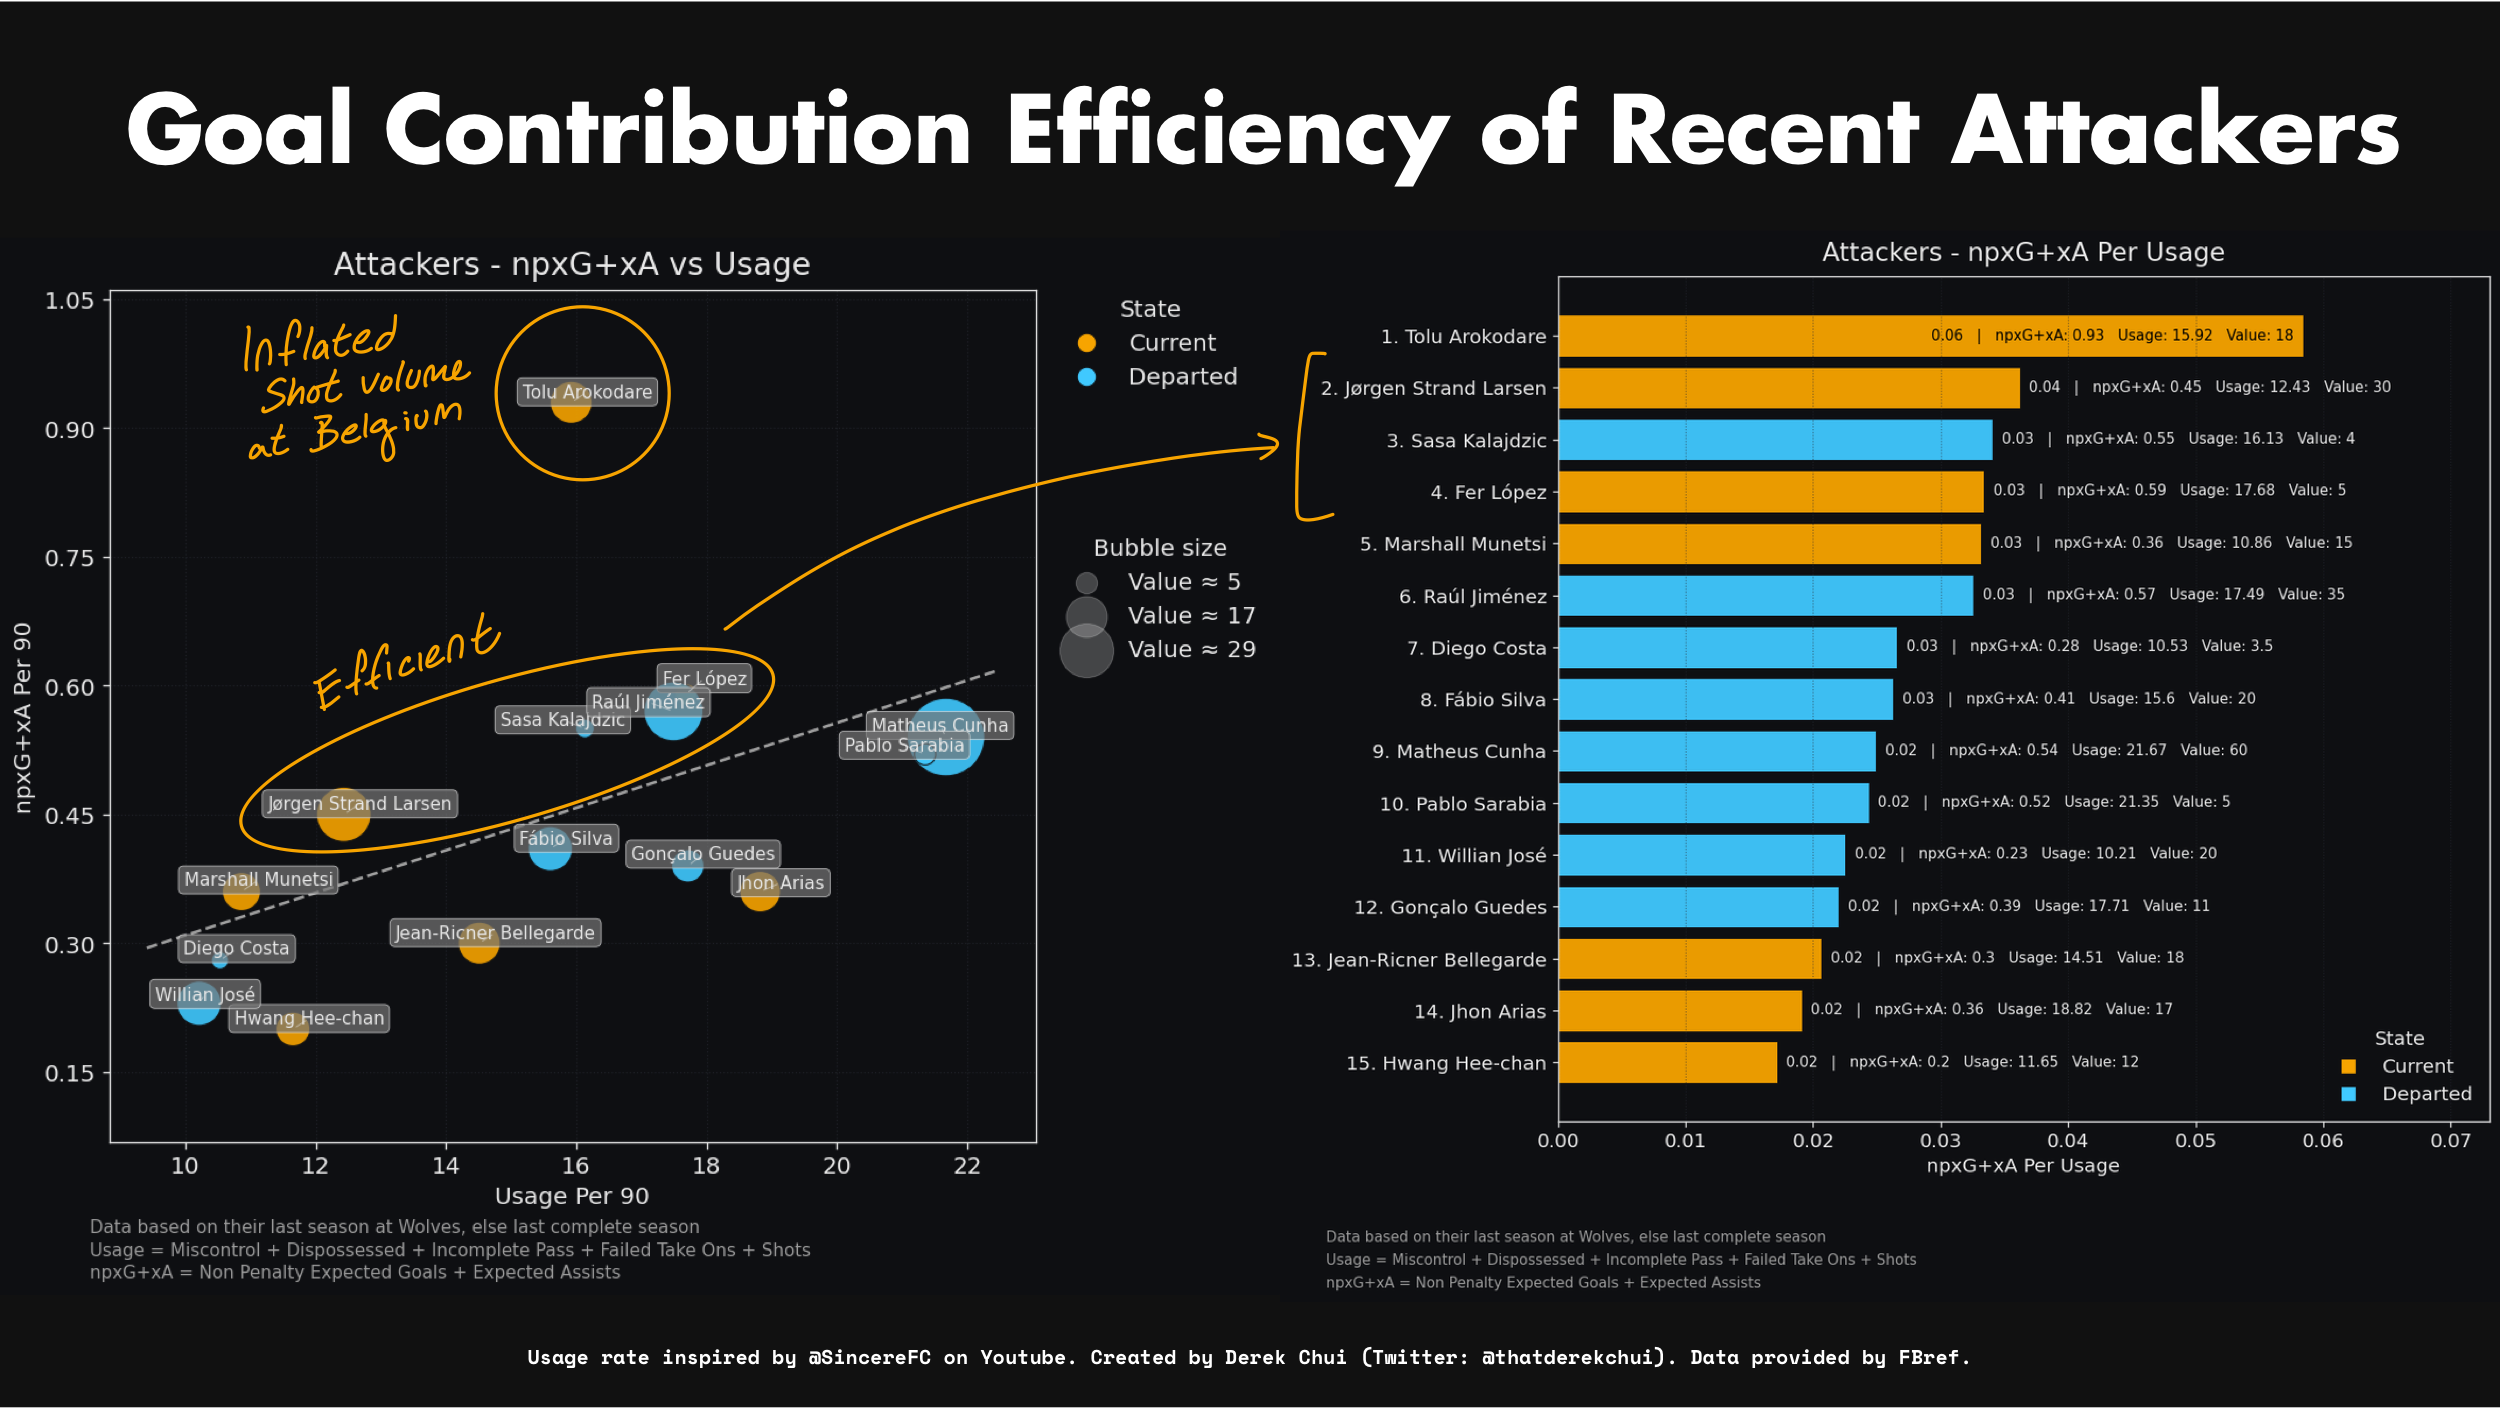 Goal Contribution Efficiency of Recent Attackers
Attackers - npxG+xA vs Usage
1.05
0.90
0.75
0.60
0.45
0.30
0.15
npxG+xA Per 90
Inflated
Shot volume
at Belgium
Tolu Arokodare
Efficient
Fer López
Raúl Jiménez
Sasa Kalajdzic
Matheus Cunha
Pablo Sarabia
Jørgen Strand Larsen
Fábio Silva
Gonçalo Guedes
Marshall Munetsi
Jhon Arias
Jean-Ricner Bellegarde
Diego Costa
Willian José
Hwang Hee-chan
10 12 14 16 18 20 22
Usage Per 90
Data based on their last season at Wolves, else last complete season
Usage = Miscontrol + Dispossessed + Incomplete Pass + Failed Take Ons + Shots
npxG+xA = Non Penalty Expected Goals + Expected Assists
State
Current
Departed
Bubble size
Value ≈ 5
Value ≈ 17
Value ≈ 29
Attackers - npxG+xA Per Usage
1. Tolu Arokodare 0.06 | npxG+xA: 0.93 Usage: 15.92 Value: 18
2. Jørgen Strand Larsen 0.04 | npxG+xA: 0.45 Usage: 12.43 Value: 30
3. Sasa Kalajdzic 0.03 | npxG+xA: 0.55 Usage: 16.13 Value: 4
4. Fer López 0.03 | npxG+xA: 0.59 Usage: 17.68 Value: 5
5. Marshall Munetsi 0.03 | npxG+xA: 0.36 Usage: 10.86 Value: 15
6. Raúl Jiménez 0.03 | npxG+xA: 0.57 Usage: 17.49 Value: 35
7. Diego Costa 0.03 | npxG+xA: 0.28 Usage: 10.53 Value: 3.5
8. Fábio Silva 0.03 | npxG+xA: 0.41 Usage: 15.6 Value: 20
9. Matheus Cunha 0.02 | npxG+xA: 0.54 Usage: 21.67 Value: 60
10. Pablo Sarabia 0.02 | npxG+xA: 0.52 Usage: 21.35 Value: 5
11. Willian José 0.02 | npxG+xA: 0.23 Usage: 10.21 Value: 20
12. Gonçalo Guedes 0.02 | npxG+xA: 0.39 Usage: 17.71 Value: 11
13. Jean-Ricner Bellegarde 0.02 | npxG+xA: 0.3 Usage: 14.51 Value: 18
14. Jhon Arias 0.02 | npxG+xA: 0.36 Usage: 18.82 Value: 17
15. Hwang Hee-chan 0.02 | npxG+xA: 0.2 Usage: 11.65 Value: 12
State
Current
Departed
0.00 0.01 0.02 0.03 0.04 0.05 0.06 0.07
npxG+xA Per Usage
Data based on their last season at Wolves, else last complete season
Usage = Miscontrol + Dispossessed + Incomplete Pass + Failed Take Ons + Shots
npxG+xA = Non Penalty Expected Goals + Expected Assists
Usage rate inspired by @SincereFC on Youtube. Created by Derek Chui (Twitter: @thatderekchui). Data provided by FBref.